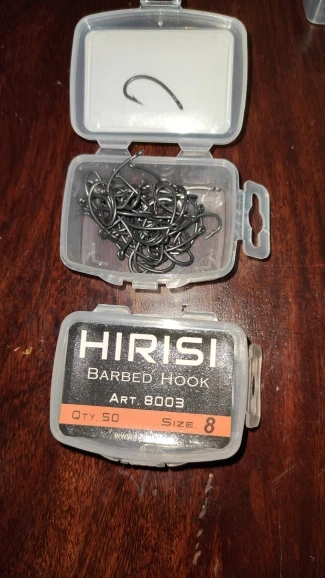 HIRISI
BARBED HOOK
ART. 8003
QTY. 50 SIZE. 8